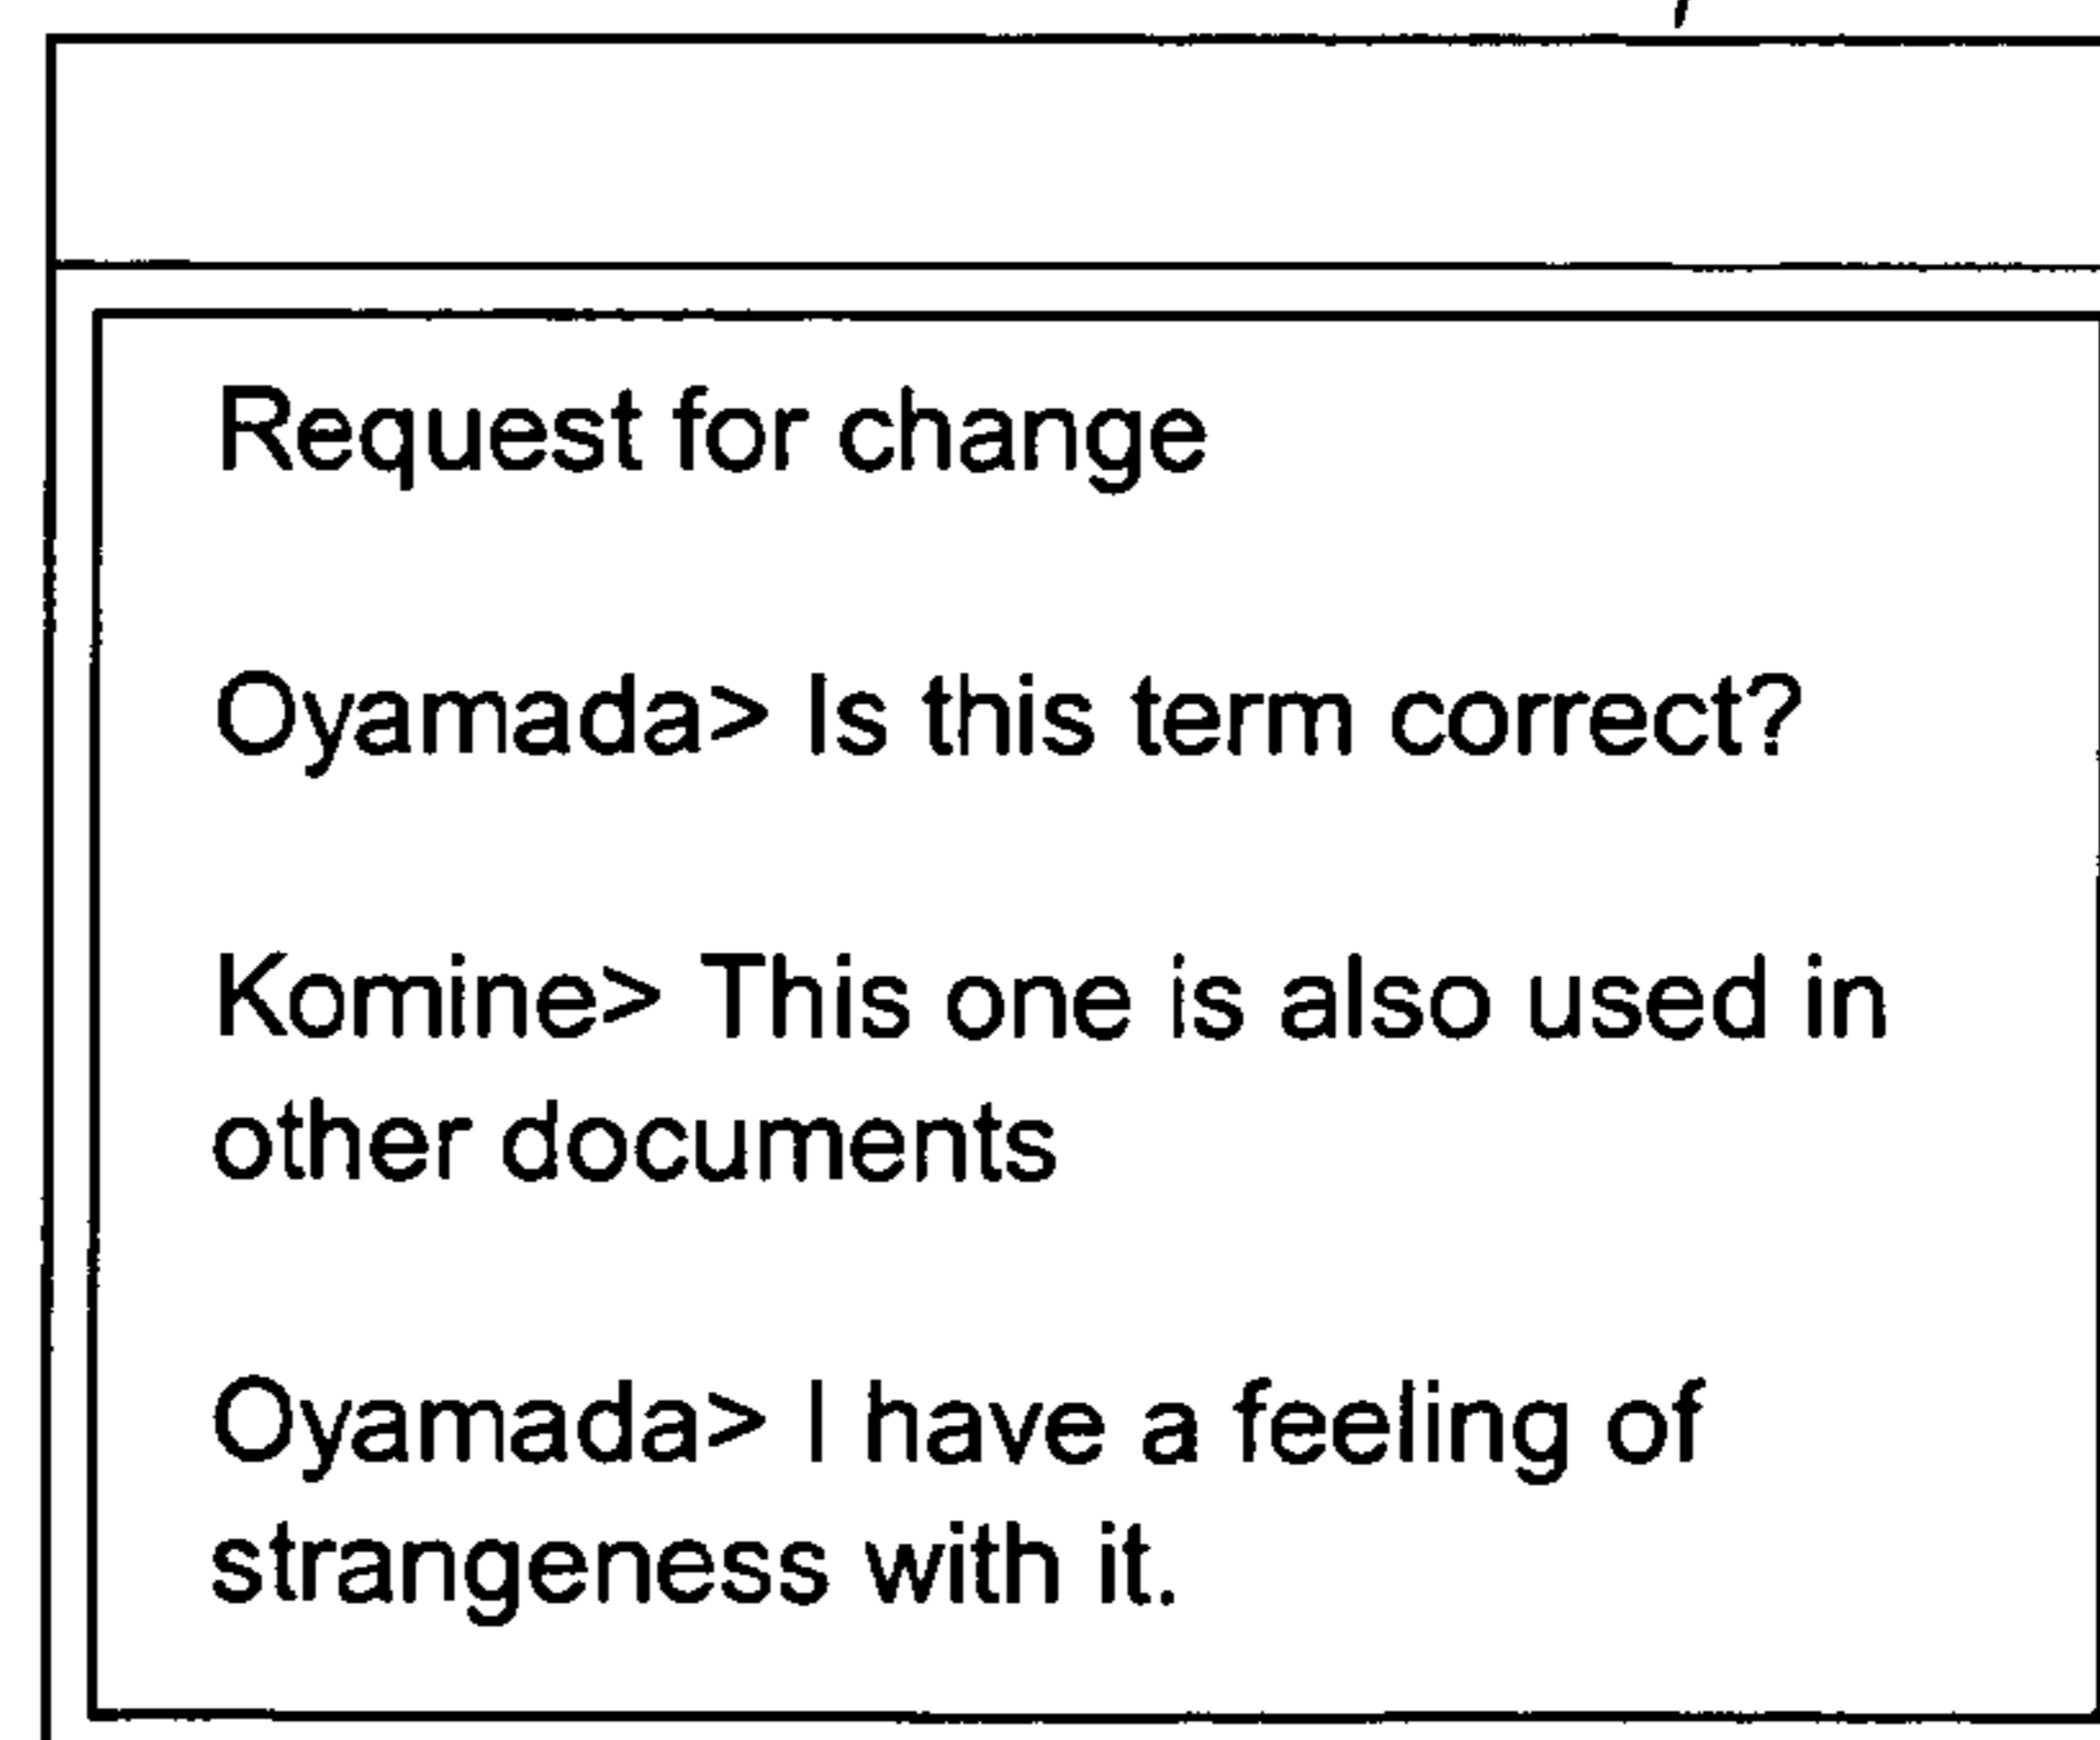 Request for change
Oyamada> Is this term correct?
Komine> This one is also used in
other documents
Oyamada> I have a feeling of
strangeness with it.